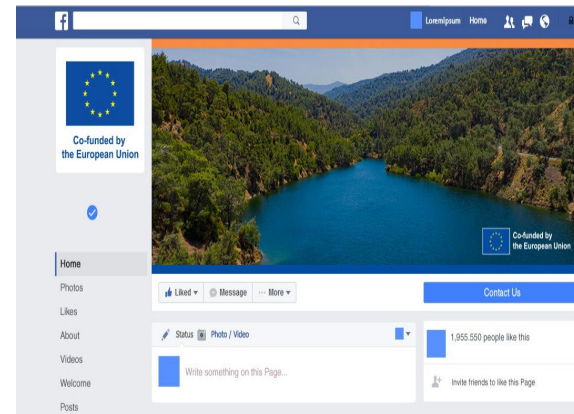 f
Loremipsum Home
Co-funded by
the European Union
Co-funded by
the European Union
Home
Photos
Likes
About
Videos
Welcome
Posts
Liked Message ··· More
Contact Us
Status Photo / Video
Write something on this Page...
1,955.550 people like this
Invite friends to like this Page